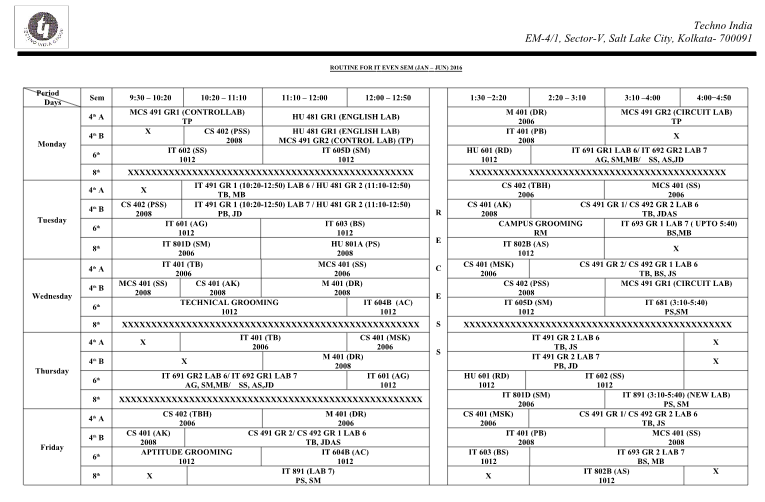 Techno India
EM-4/1, Sector-V, Salt Lake City, Kolkata- 700091
ROUTINE FOR IT EVEN SEM (JAN – JUN) 2016
Period Days Sem 9:30 – 10:20 10:20 – 11:10 11:10 – 12:00 12:00 – 12:50 1:30 –2:20 2:20 – 3:10 3:10 –4:00 4:00–4:50
RECESS
Monday
4th A MCS 491 GR1 (CONTROLLAB) HU 481 GR1 (ENGLISH LAB) M 401 (DR) MCS 491 GR2 (CIRCUIT LAB)
TP 2006 TP
4th B X CS 402 (PSS) HU 481 GR1 (ENGLISH LAB) IT 401 (PB) X
2008 MCS 491 GR2 (CONTROL LAB) (TP) 2008
6th IT 602 (SS) IT 605D (SM) HU 601 (RD) IT 691 GR1 LAB 6/ IT 692 GR2 LAB 7
1012 1012 1012 AG, SM,MB/ SS, AS,JD
8th XXXXXXXXXXXXXXXXXXXXXXXXXXXXXXXXXXXXXXXXXXXXXXXXX XXXXXXXXXXXXXXXXXXXXXXXXXXXXXXXXXXXXXXXXXXXX
Tuesday
4th A X IT 491 GR 1 (10:20-12:50) LAB 6 / HU 481 GR 2 (11:10-12:50) CS 402 (TBH) MCS 401 (SS)
TB, MB 2006 2006
4th B CS 402 (PSS) IT 491 GR 1 (10:20-12:50) LAB 7 / HU 481 GR 2 (11:10-12:50) CS 401 (AK) CS 491 GR 1/ CS 492 GR 2 LAB 6
2008 PB, JD 2008 TB, JDAS
6th IT 601 (AG) IT 603 (BS) CAMPUS GROOMING IT 693 GR 1 LAB 7 ( UPTO 5:40)
1012 1012 RM BS,MB
8th IT 801D (SM) HU 801A (PS) IT 802B (AS) X
2006 2008 1012
Wednesday
4th A IT 401 (TB) MCS 401 (SS) CS 401 (MSK) CS 491 GR 2/ CS 492 GR 1 LAB 6
2006 2006 2006 TB, BS, JS
4th B MCS 401 (SS) CS 401 (AK) M 401 (DR) CS 402 (PSS) MCS 491 GR1 (CIRCUIT LAB)
2008 2008 2008 2008
6th TECHNICAL GROOMING IT 604B (AC) IT 605D (SM) IT 681 (3:10-5:40)
1012 1012 1012 PS,SM
8th XXXXXXXXXXXXXXXXXXXXXXXXXXXXXXXXXXXXXXXXXXXXXXXXXXX XXXXXXXXXXXXXXXXXXXXXXXXXXXXXXXXXXXXXXXXXXXXXX
Thursday
4th A X IT 401 (TB) CS 401 (MSK) IT 491 GR 2 LAB 6 X
2006 2006 TB, JS
4th B X M 401 (DR) IT 491 GR 2 LAB 7 X
2008 PB, JD
6th IT 691 GR2 LAB 6/ IT 692 GR1 LAB 7 IT 601 (AG) HU 601 (RD) IT 602 (SS)
AG, SM,MB/ SS, AS,JD 1012 1012 1012
8th XXXXXXXXXXXXXXXXXXXXXXXXXXXXXXXXXXXXXXXXXXXXXXXXXXXX IT 801D (SM) IT 891 (3:10-5:40) (NEW LAB)
2006 PS, SM
Friday
4th A CS 402 (TBH) M 401 (DR) CS 401 (MSK) CS 491 GR 1/ CS 492 GR 2 LAB 6
2006 2006 2006 TB, JS
4th B CS 401 (AK) CS 491 GR 2/ CS 492 GR 1 LAB 6 IT 401 (PB) MCS 401 (SS)
2008 TB, JDAS 2008 2008
6th APTITUDE GROOMING IT 604B (AC) IT 603 (BS) IT 693 GR 2 LAB 7
1012 1012 1012 BS, MB
8th X IT 891 (LAB 7) X IT 802B (AS) X
PS, SM 1012